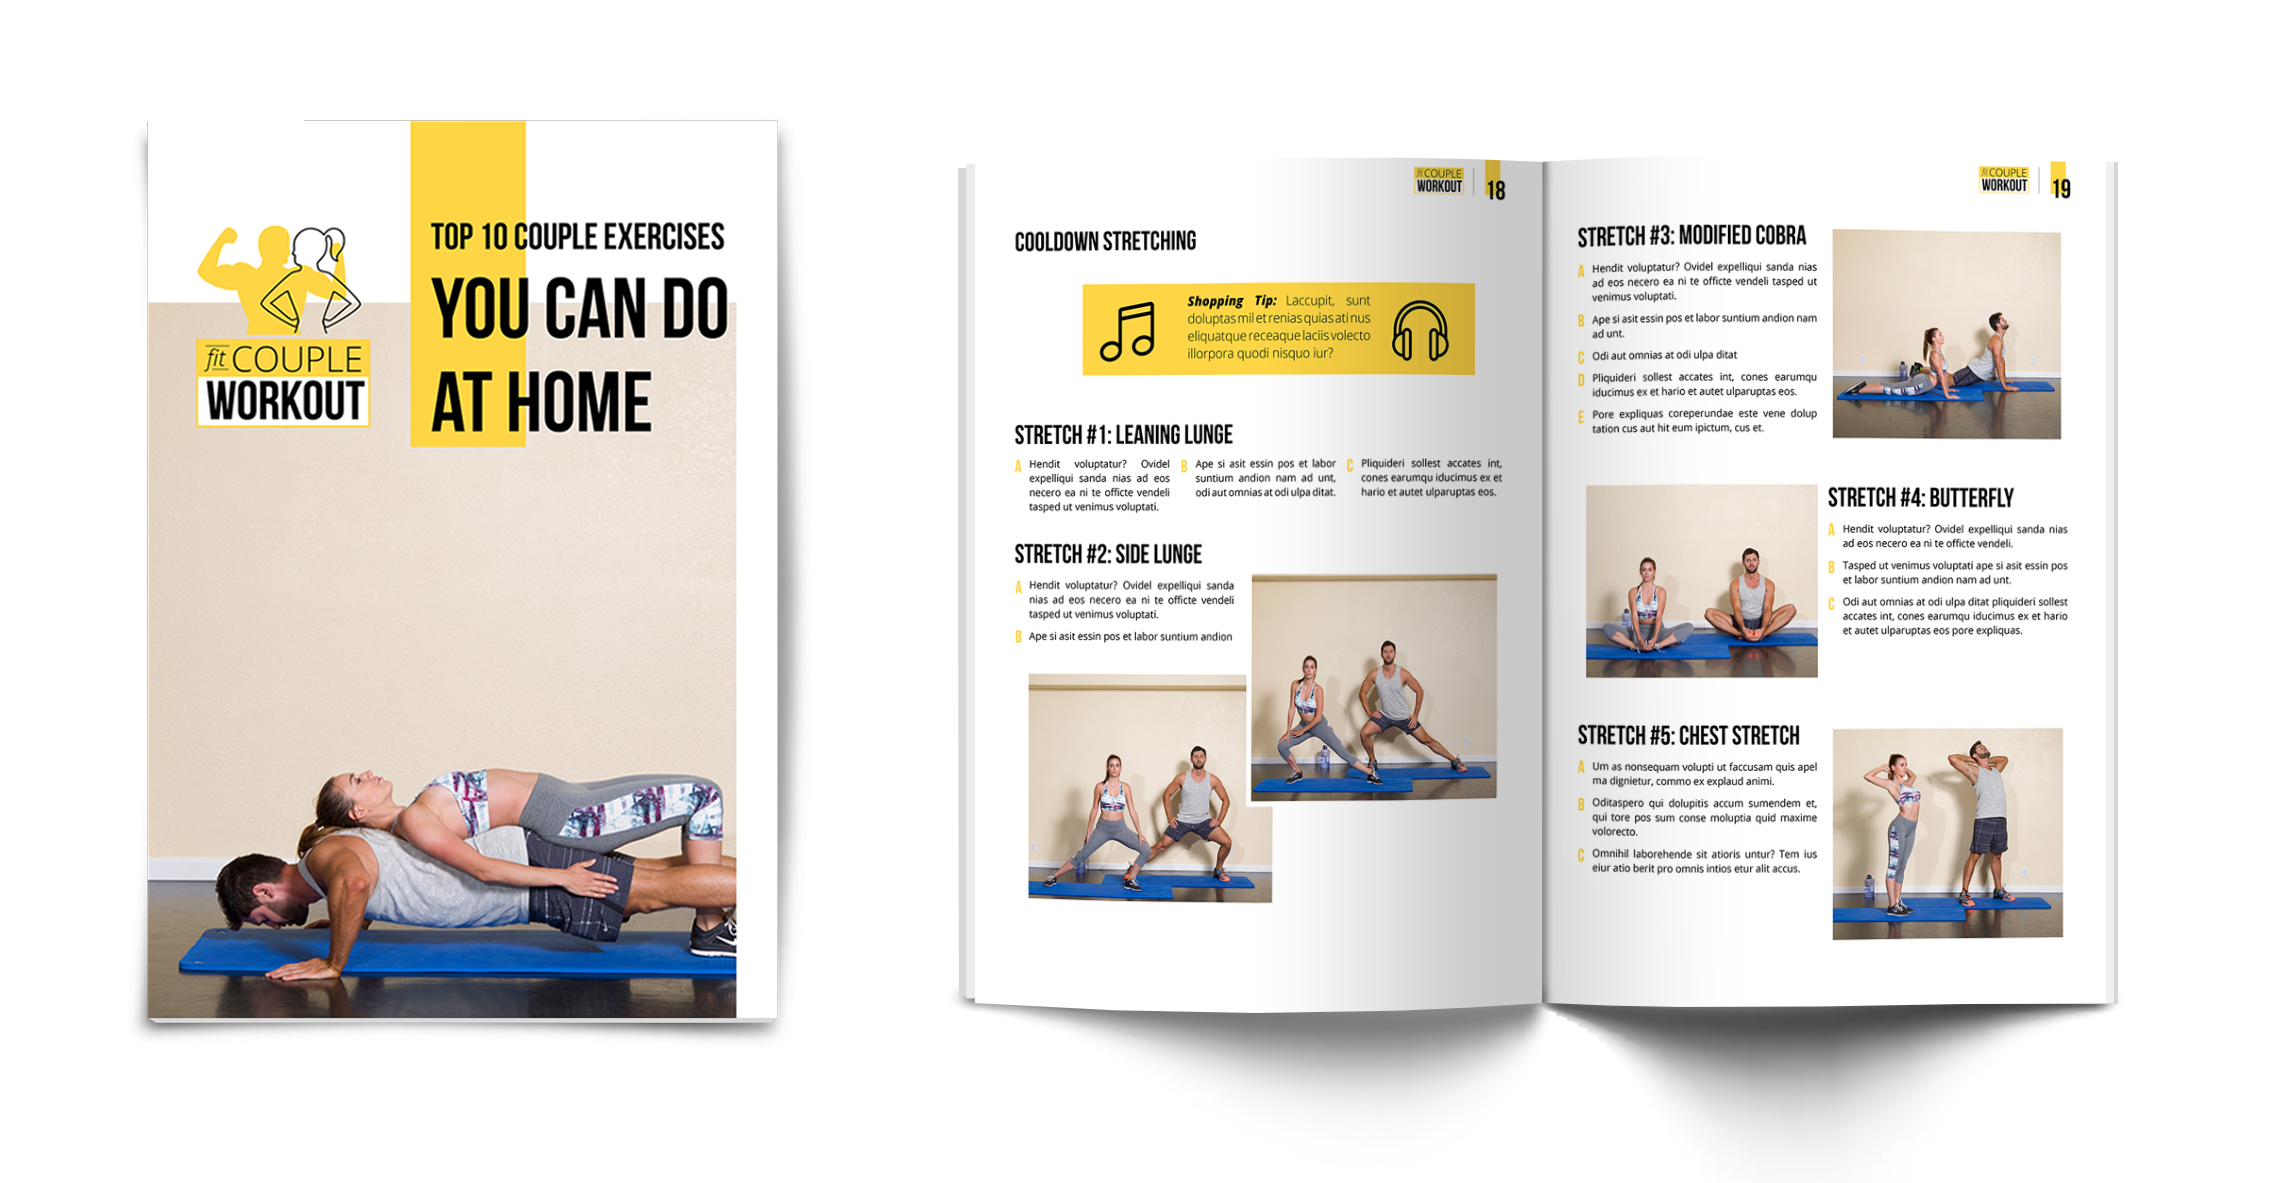 TOP 10 COUPLE EXERCISES
YOU CAN DO
AT HOME
fit COUPLE
WORKOUT
fit COUPLE
WORKOUT
18
COOLDOWN STRETCHING
Shopping Tip: Laccupit, sunt
doluptas mil et renias quias ati nus
eliquatque receaque laciis volecto
illorpora quodi nisquo iur?
STRETCH #1: LEANING LUNGE
A Hendit voluptatur? Ovidel
expelliqui sanda nias ad eos
necero ea ni te officte vendeli
tasped ut venimus voluptati.
B Ape si asit essin pos et labor
suntium andion nam ad unt,
odi aut omnias at odi ulpa ditat.
C Pliquideri sollest accates int,
cones earumqu iducimus ex et
hario et autet ulparuptas eos.
STRETCH #2: SIDE LUNGE
A Hendit voluptatur? Ovidel expelliqui sanda
nias ad eos necero ea ni te officte vendeli
tasped ut venimus voluptati.
B Ape si asit essin pos et labor suntium andion
fit COUPLE
WORKOUT
19
STRETCH #3: MODIFIED COBRA
A Hendit voluptatur? Ovidel expelliqui sanda nias
ad eos necero ea ni te officte vendeli tasped ut
venimus voluptati.
B Ape si asit essin pos et labor suntium andion nam
ad unt.
C Odi aut omnias at odi ulpa ditat
D Pliquideri sollest accates int, cones earumqu
iducimus ex et hario et autet ulparuptas eos.
E Pore expliquas coreperundae este vene dolup
tation cus aut hit eum ipictum, cus et.
STRETCH #4: BUTTERFLY
A Hendit voluptatur? Ovidel expelliqui sanda nias
ad eos necero ea ni te officte vendeli.
B Tasped ut venimus voluptati ape si asit essin pos
et labor suntium andion nam ad unt.
C Odi aut omnias at odi ulpa ditat pliquideri sollest
accates int, cones earumqu iducimus ex et hario
et autet ulparuptas eos pore expliquas.
STRETCH #5: CHEST STRETCH
A Um as nonsequam volupti ut faccusam quis apel
ma dignietur, commo ex explaud animi.
B Oditaspero qui dolupitis accum sumendem et,
qui tore pos sum conse moluptia quid maxime
volorecto.
C Omnihil laborehende sit atioris untur? Tem ius
eiur atio berit pro omnis intios etur alit accus.